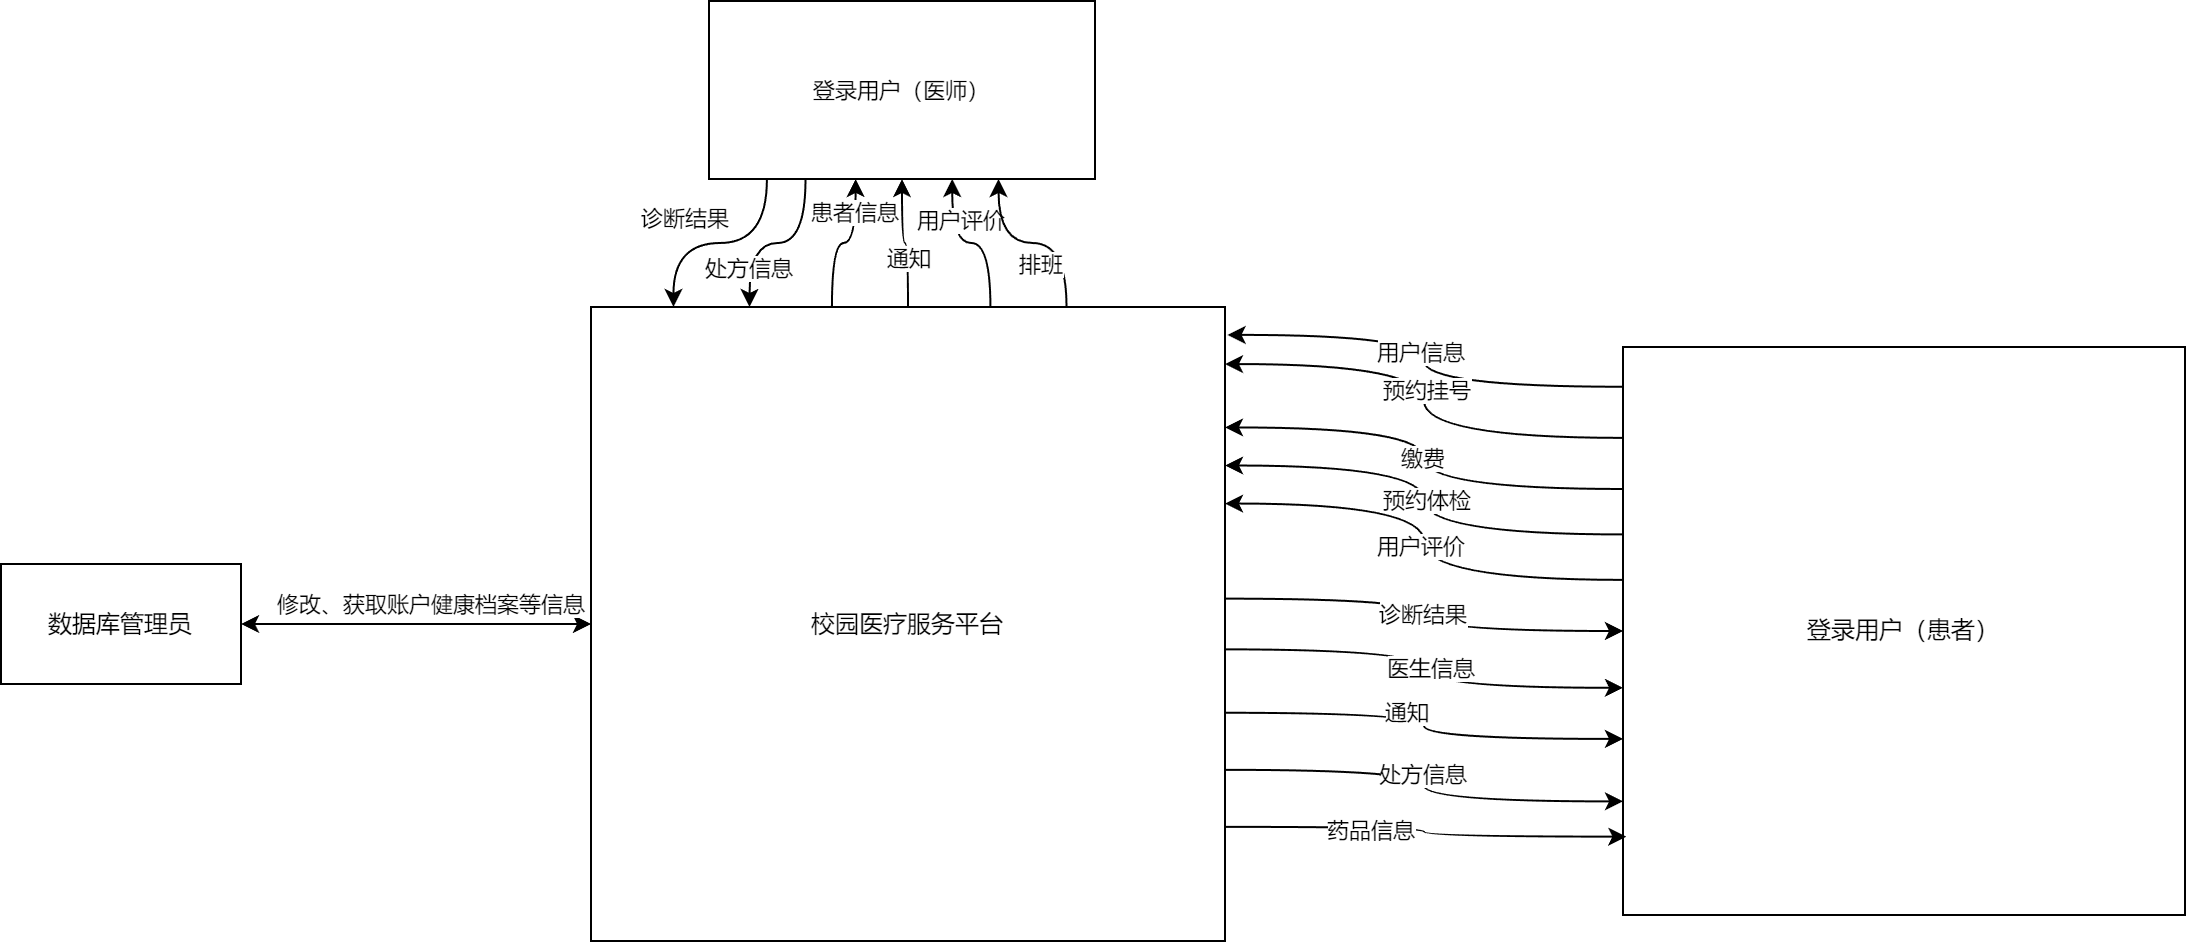 登录用户（医师）
诊断结果
患者信息
用户评价
通知
处方信息
排班
用户信息
预约挂号
缴费
预约体检
用户评价
修改、获取账户健康档案等信息
数据库管理员
校园医疗服务平台
诊断结果
登录用户（患者）
医生信息
通知
处方信息
药品信息